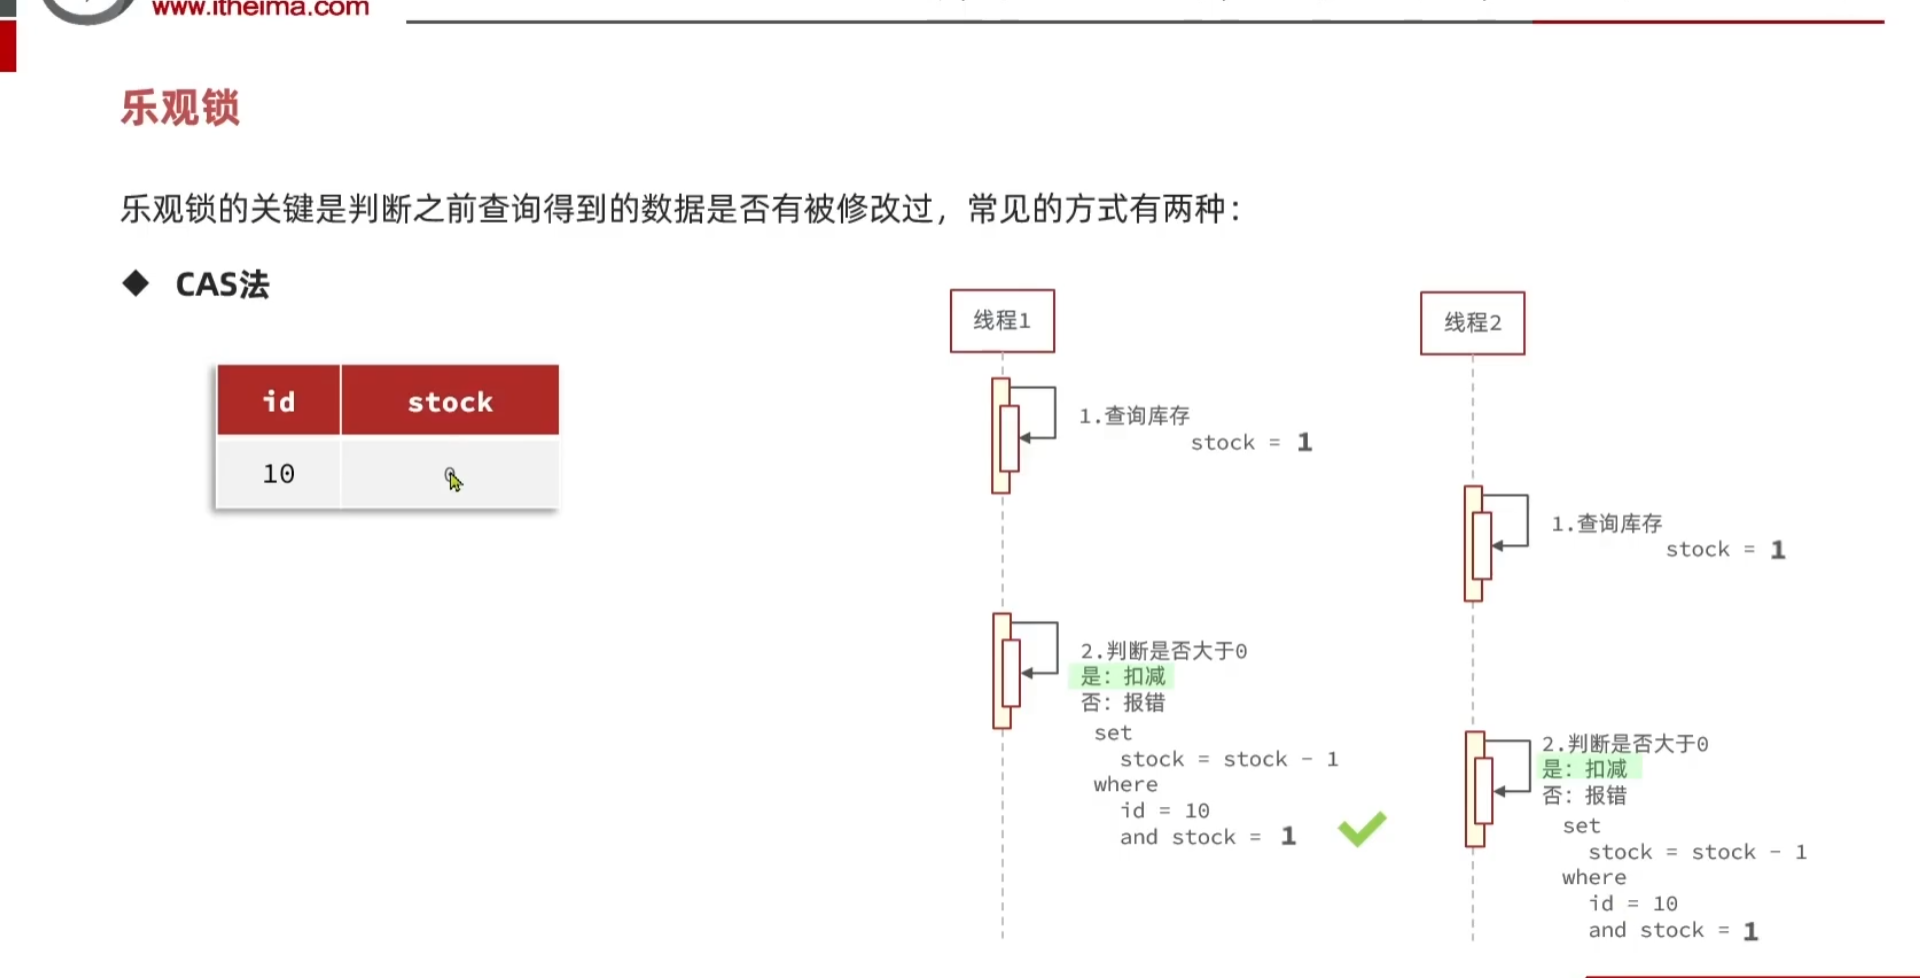 www.itheima.com
乐观锁
乐观锁的关键是判断之前查询得到的数据是否有被修改过，常见的方式有两种：
◆ CAS法
id stock
10 0
线程1
1.查询库存
stock = 1
2.判断是否大于0
是：扣减
否：报错
set
stock = stock - 1
where
id = 10
and stock = 1
线程2
1.查询库存
stock = 1
2.判断是否大于0
是：扣减
否：报错
set
stock = stock - 1
where
id = 10
and stock = 1